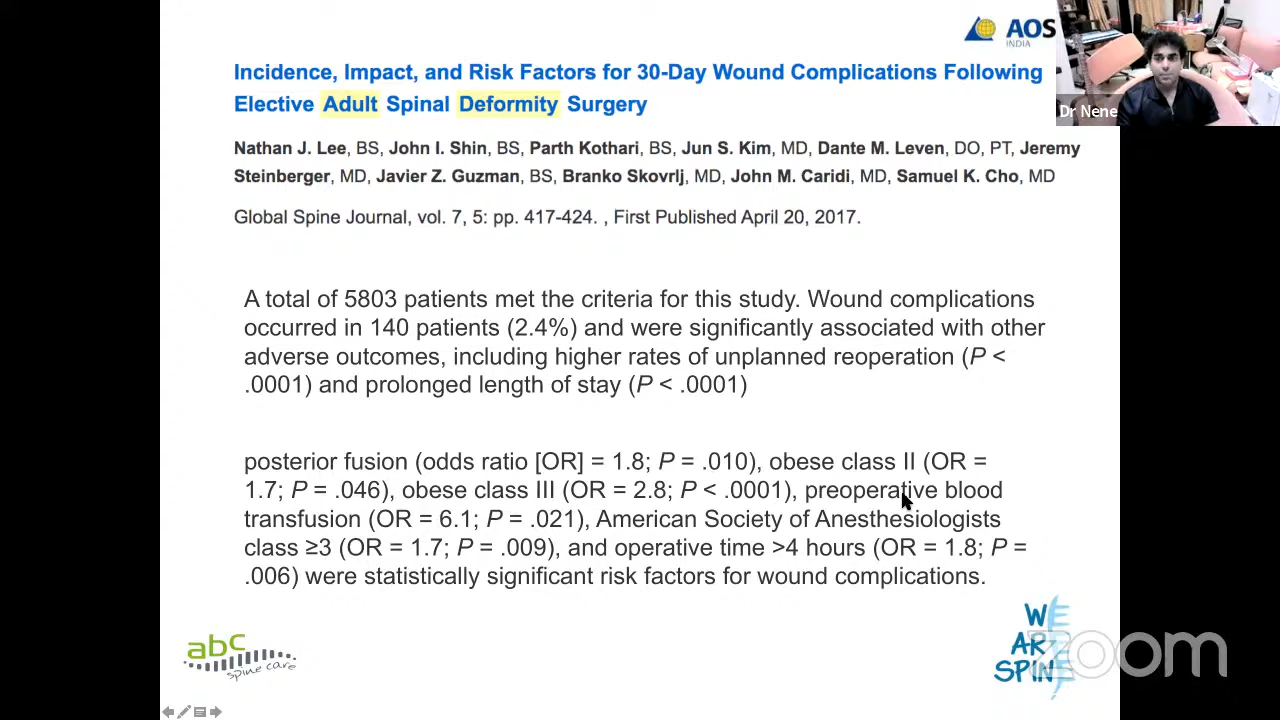 AOS
INDIA
Incidence, Impact, and Risk Factors for 30-Day Wound Complications Following
Elective Adult Spinal Deformity Surgery
Dr Nene
Nathan J. Lee, BS, John I. Shin, BS, Parth Kothari, BS, Jun S. Kim, MD, Dante M. Leven, DO, PT, Jeremy
Steinberger, MD, Javier Z. Guzman, BS, Branko Skovrlj, MD, John M. Caridi, MD, Samuel K. Cho, MD
Global Spine Journal, vol. 7, 5: pp. 417-424. , First Published April 20, 2017.
A total of 5803 patients met the criteria for this study. Wound complications
occurred in 140 patients (2.4%) and were significantly associated with other
adverse outcomes, including higher rates of unplanned reoperation (P <
.0001) and prolonged length of stay (P < .0001)
posterior fusion (odds ratio [OR] = 1.8; P = .010), obese class II (OR =
1.7; P = .046), obese class III (OR = 2.8; P < .0001), preoperative blood
transfusion (OR = 6.1; P = .021), American Society of Anesthesiologists
class ≥3 (OR = 1.7; P = .009), and operative time >4 hours (OR = 1.8; P =
.006) were statistically significant risk factors for wound complications.
abc
spine care
WE
AR
SPINE
zoom